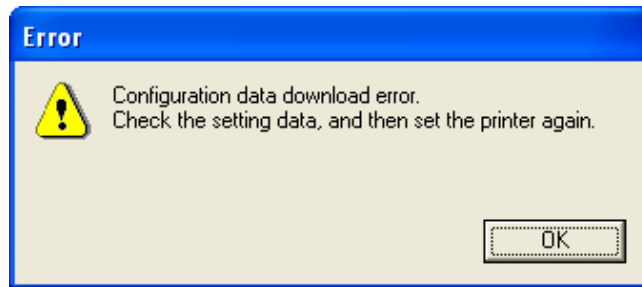 Error
Configuration data download error.
Check the setting data, and then set the printer again.
OK